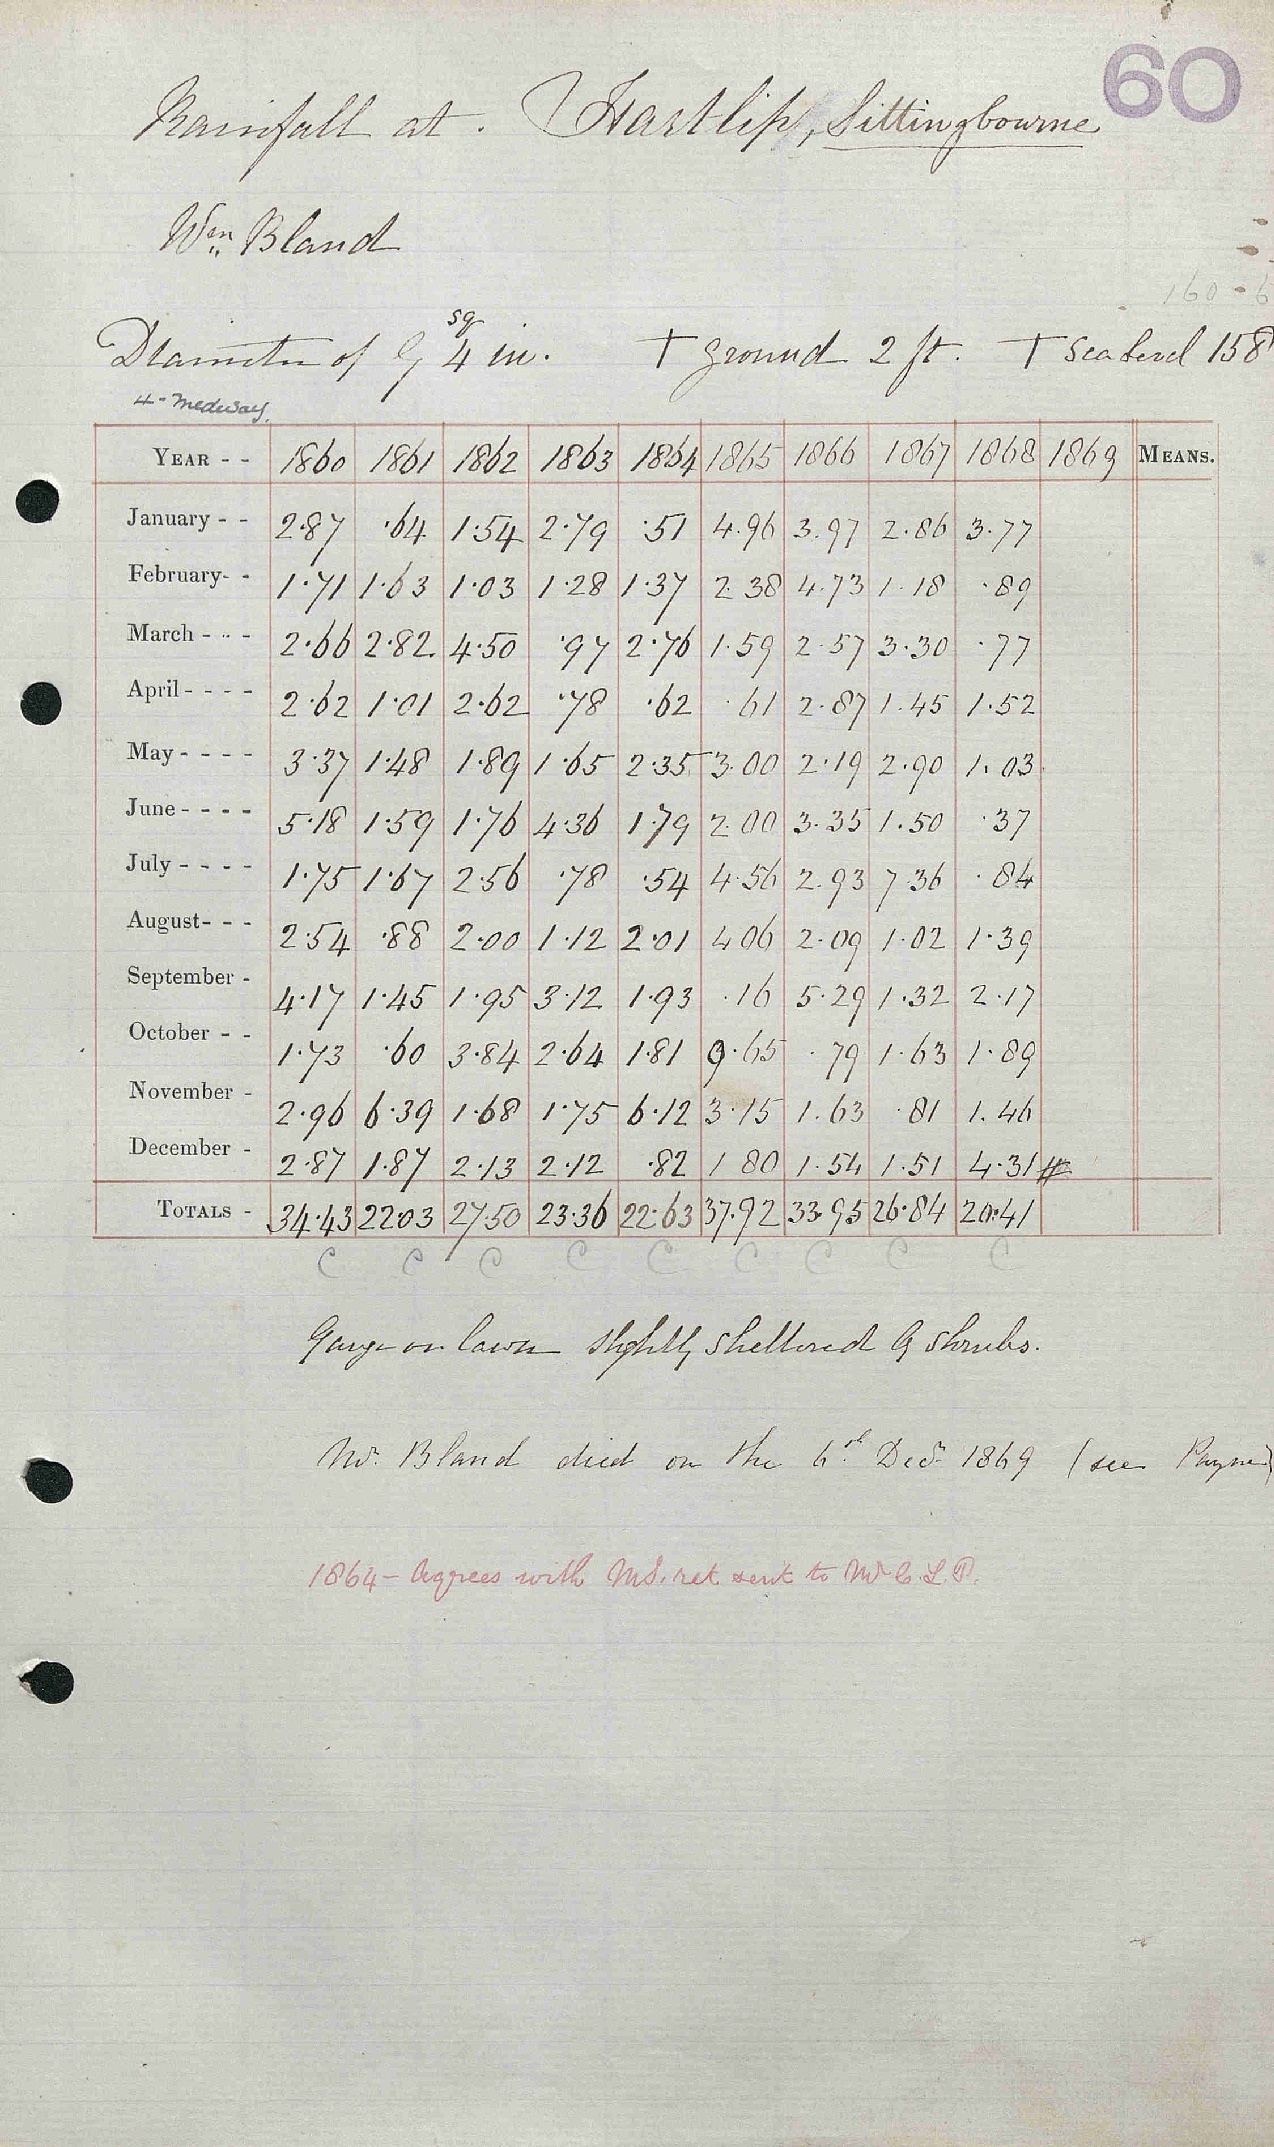 60
Rainfall at. Hartlip, Sittingbourne
Wm Bland
160-6
sq
Diameter of G 4 in. † ground 2 ft. † Sea Level 158
4-Medway.
YEAR - - 1860 1861 1862 1863 1864 1865 1866 1867 1868 1869 MEANS.
January - - 2.87 .64 1.54 2.79 .51 4.96 3.97 2.86 3.77
February- - 1.71 1.63 1.03 1.28 1.37 2.38 4.73 1.18 .89
March - - - 2.66 2.82 4.50 .97 2.76 1.59 2.57 3.30 .77
April - - - - 2.62 1.01 2.62 .78 .62 .61 2.87 1.45 1.52
May - - - - 3.37 1.48 1.89 1.65 2.35 3.00 2.19 2.90 1.03
June - - - - 5.18 1.59 1.76 4.36 1.79 2.00 3.35 1.50 .37
July - - - - 1.75 1.67 2.56 .78 .54 4.56 2.93 7.36 .84
August- - - 2.54 .88 2.00 1.12 2.01 4 06 2.09 1.02 1.39
September - 4.17 1.45 1.95 3.12 1.93 .16 5.29 1.32 2.17
October - - 1.73 .60 3.84 2.64 1.81 9.65 .79 1.63 1.89
November - 2.96 6.39 1.68 1.75 6.12 3.15 1.63 .81 1.46
December - 2.87 1.87 2.13 2.12 .82 1 80 1.54 1.51 4.31
TOTALS - 34.43 22.03 27.50 23.36 22.63 37.92 33.95 26.84 20.41
C C C C C C C C C
Gauge on lawn slightly sheltered by shrubs.
Mr. Bland died on the 6th Decr 1869 (see Payne)
1864 - Agrees with MS. ret sent to Mr C. L. P.